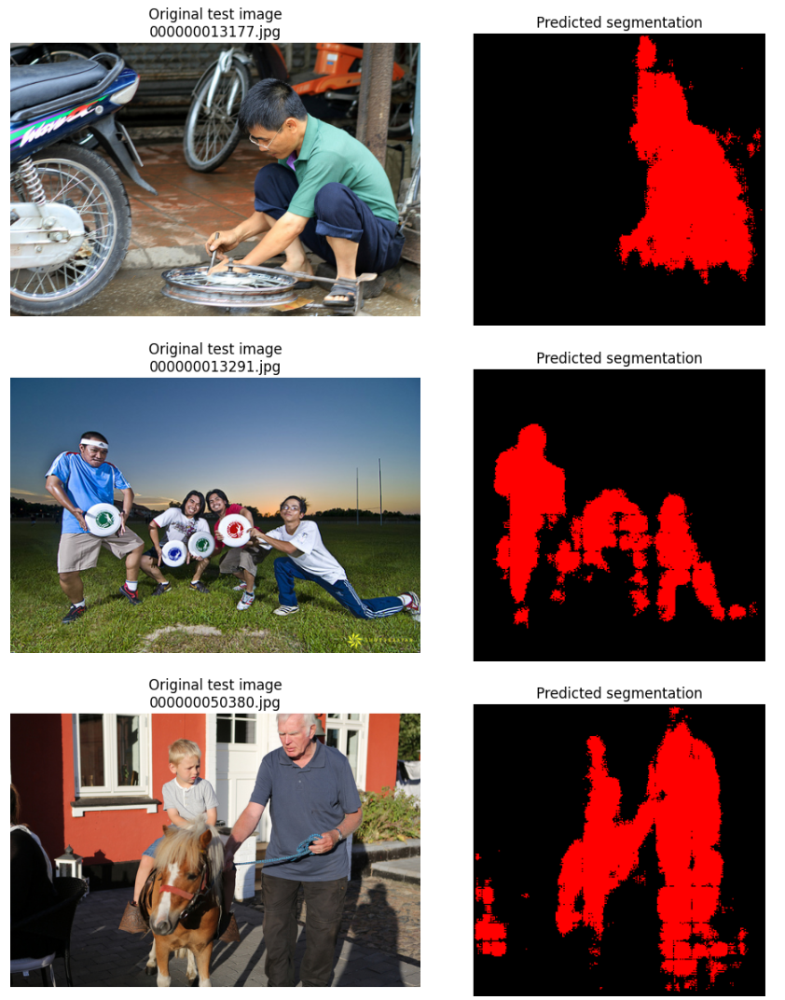 Original test image
000000013177.jpg
Predicted segmentation
Original test image
000000013291.jpg
Predicted segmentation
Original test image
000000050380.jpg
Predicted segmentation